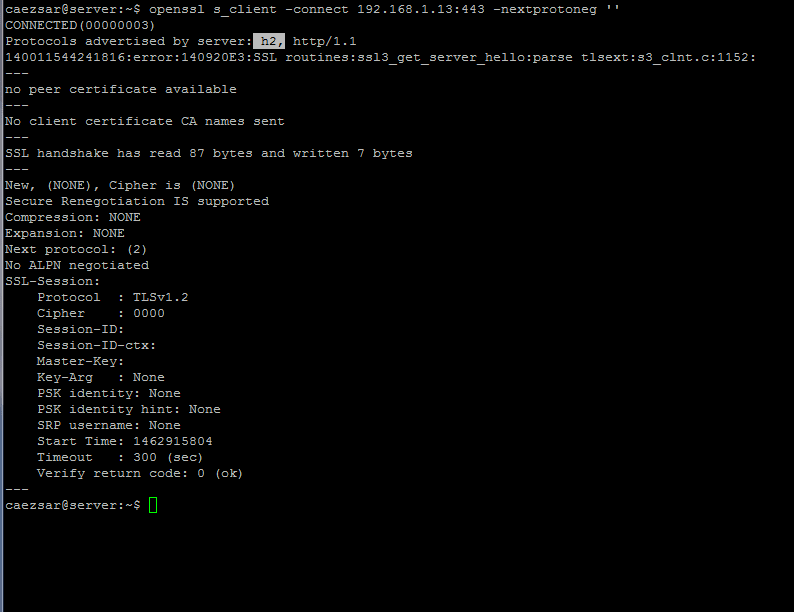 caezsar@server:~$ openssl s_client -connect 192.168.1.13:443 -nextprotoneg ''
CONNECTED(00000003)
Protocols advertised by server: h2, http/1.1
140011544241816:error:140920E3:SSL routines:ssl3_get_server_hello:parse tlsext:s3_clnt.c:1152:
---
no peer certificate available
---
No client certificate CA names sent
---
SSL handshake has read 87 bytes and written 7 bytes
---
New, (NONE), Cipher is (NONE)
Secure Renegotiation IS supported
Compression: NONE
Expansion: NONE
Next protocol: (2)
No ALPN negotiated
SSL-Session:
    Protocol  : TLSv1.2
    Cipher    : 0000
    Session-ID:
    Session-ID-ctx:
    Master-Key:
    Key-Arg   : None
    PSK identity: None
    PSK identity hint: None
    SRP username: None
    Start Time: 1462915804
    Timeout   : 300 (sec)
    Verify return code: 0 (ok)
---
caezsar@server:~$